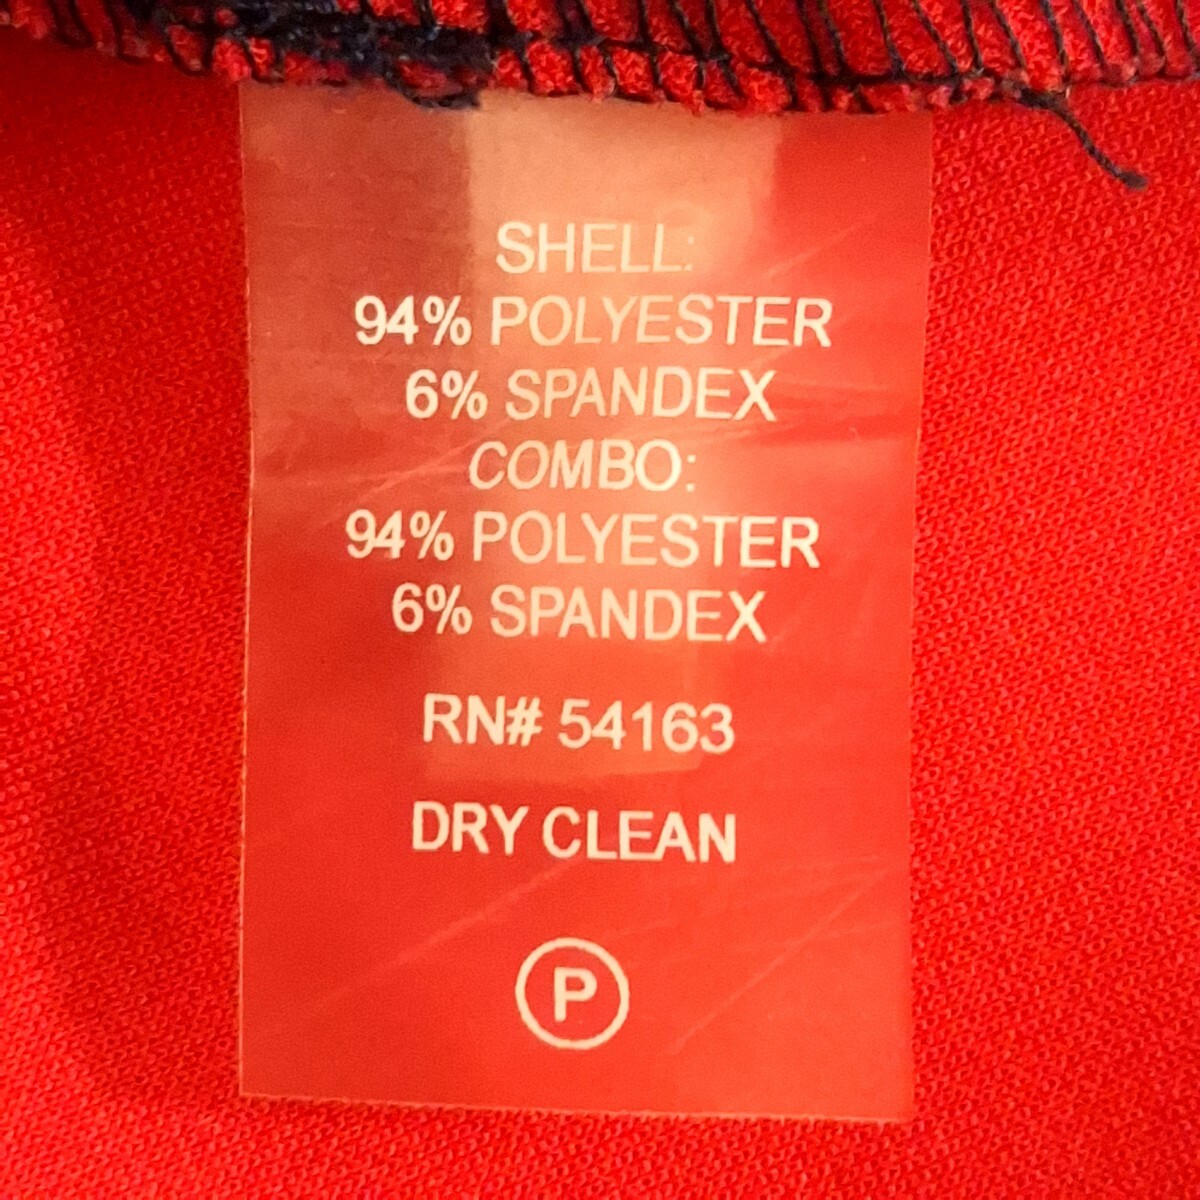 SHELL:
94% POLYESTER
6% SPANDEX
COMBO:
94% POLYESTER
6% SPANDEX
RN# 54163
DRY CLEAN
P